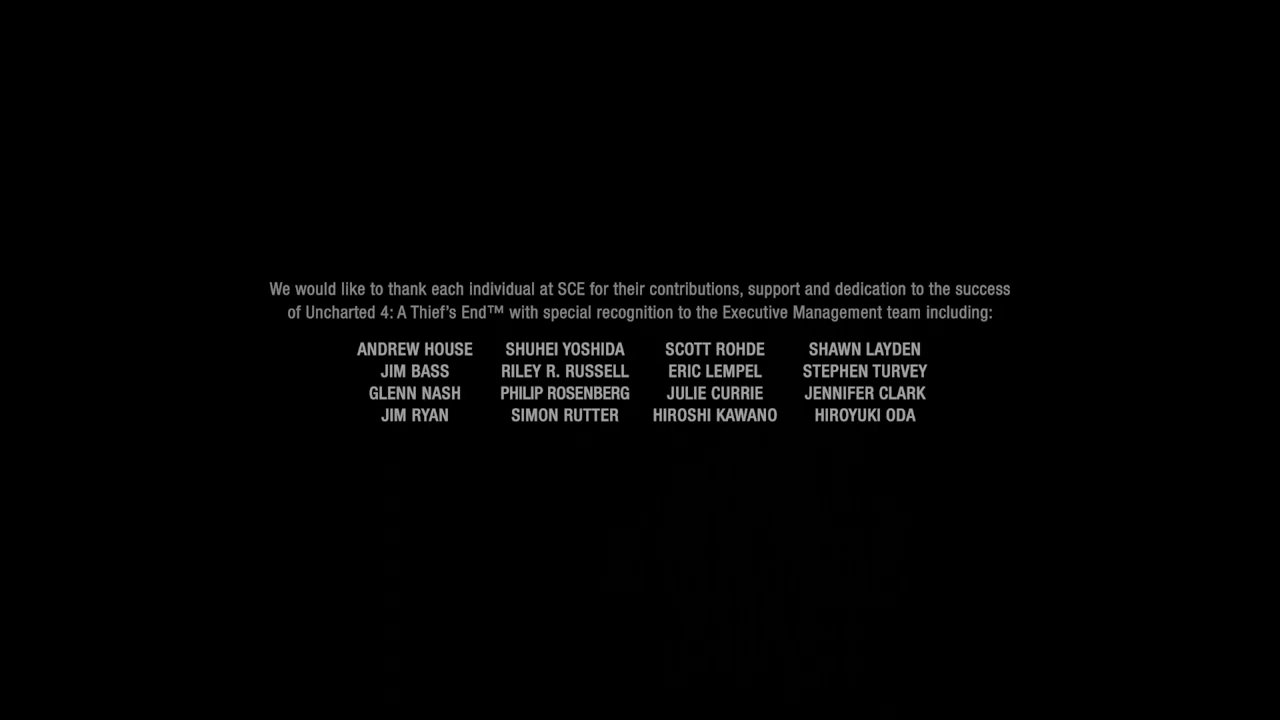 We would like to thank each individual at SCE for their contributions, support and dedication to the success
of Uncharted 4: A Thief's End™ with special recognition to the Executive Management team including:
ANDREW HOUSE SHUHEI YOSHIDA SCOTT ROHDE SHAWN LAYDEN
JIM BASS RILEY R. RUSSELL ERIC LEMPEL STEPHEN TURVEY
GLENN NASH PHILIP ROSENBERG JULIE CURRIE JENNIFER CLARK
JIM RYAN SIMON RUTTER HIROSHI KAWANO HIROYUKI ODA